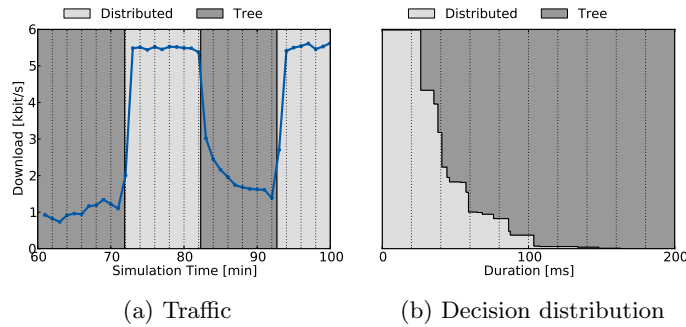 Distributed Tree
Distributed Tree
Download [kbit/s]
6
5
4
3
2
1
0
60 70 80 90 100
Simulation Time [min]
0 100 200
Duration [ms]
(a) Traffic
(b) Decision distribution